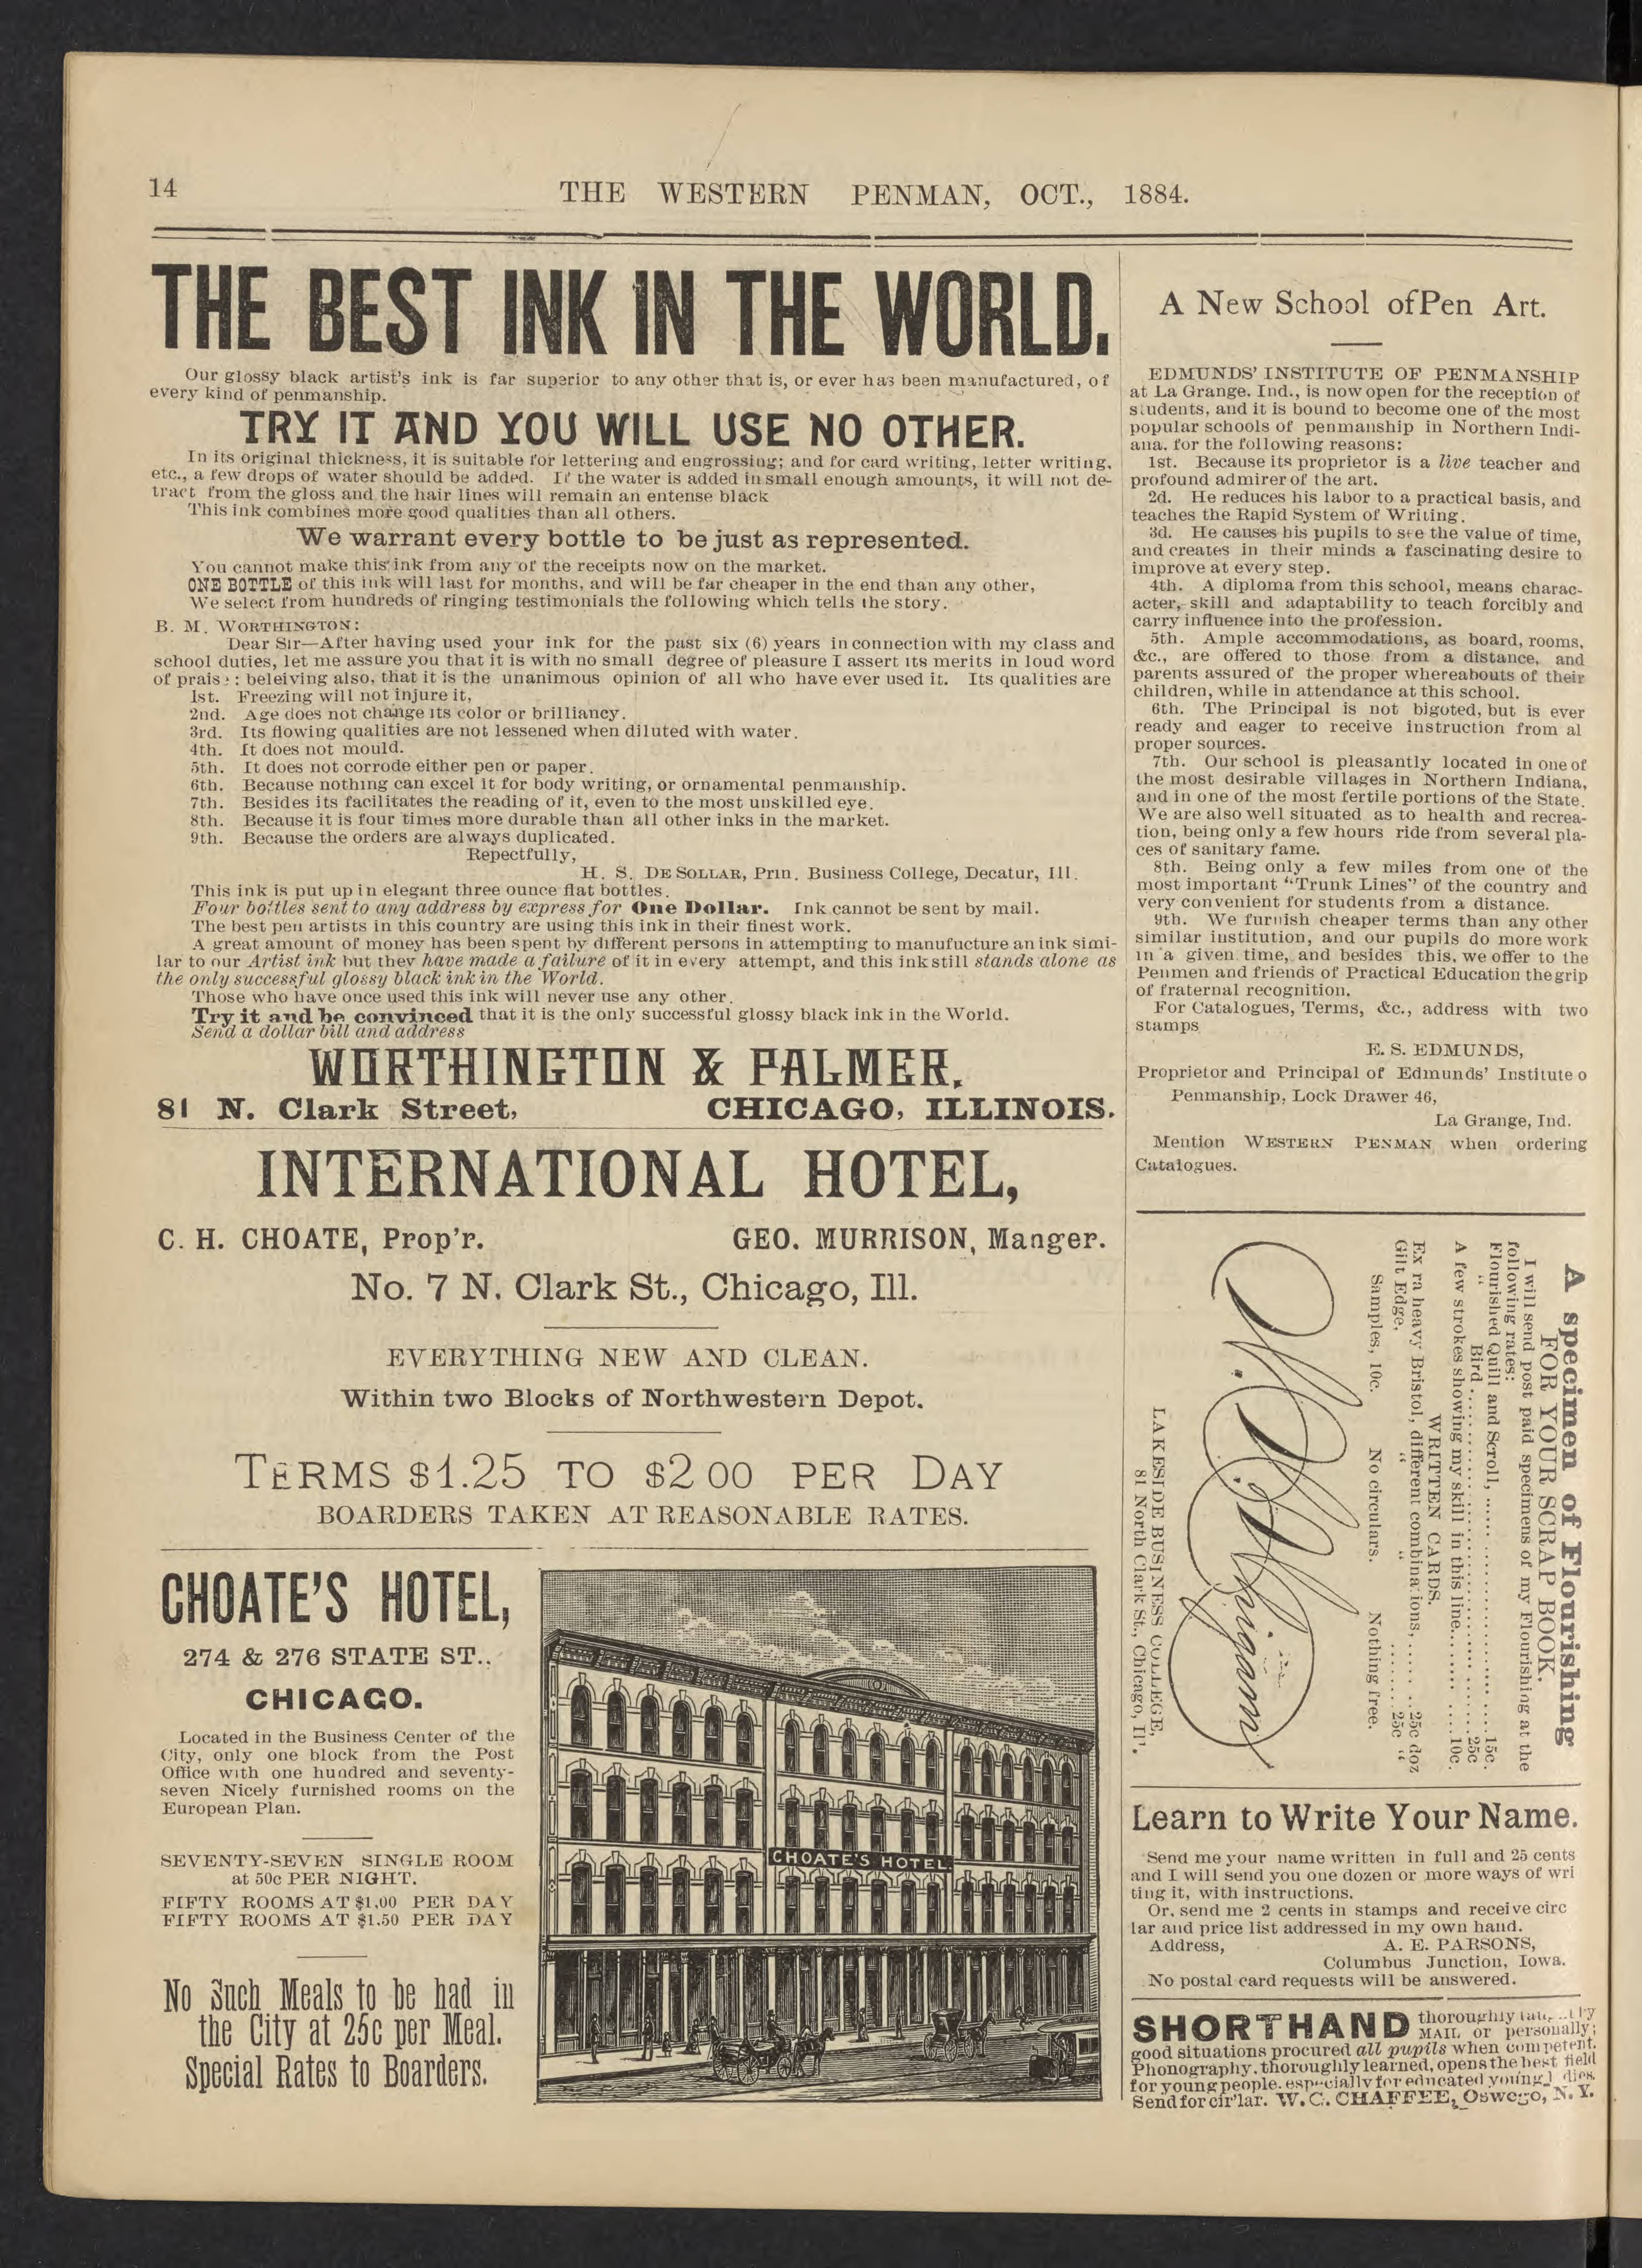 14
THE WESTERN PENMAN, OCT., 1884.
THE BEST INK IN THE WORLD.
Our glossy black artist's ink is far superior to any other that is, or ever has been manufactured, of
every kind of penmanship.
TRY IT AND YOU WILL USE NO OTHER.
In its original thickness, it is suitable for lettering and engrossing; and for card writing, letter writing,
etc., a few drops of water should be added. If the water is added in small enough amounts, it will not de-
tract from the gloss and the hair lines will remain an entense black
This ink combines more good qualities than all others.
We warrant every bottle to be just as represented.
You cannot make this ink from any of the receipts now on the market.
ONE BOTTLE of this ink will last for months, and will be far cheaper in the end than any other,
We select from hundreds of ringing testimonials the following which tells the story.
B. M. WORTHINGTON:
Dear Sir—After having used your ink for the past six (6) years in connection with my class and
school duties, let me assure you that it is with no small degree of pleasure I assert its merits in loud word
of praise: beleiving also, that it is the unanimous opinion of all who have ever used it. Its qualities are
1st. Freezing will not injure it,
2nd. Age does not change its color or brilliancy.
3rd. Its flowing qualities are not lessened when diluted with water.
4th. It does not mould.
5th. It does not corrode either pen or paper.
6th. Because nothing can excel it for body writing, or ornamental penmanship.
7th. Besides its facilitates the reading of it, even to the most unskilled eye.
8th. Because it is four times more durable than all other inks in the market.
9th. Because the orders are always duplicated.
Repectfully,
H. S. DE SOLLAR, Prin. Business College, Decatur, Ill.
This ink is put up in elegant three ounce flat bottles.
Four bottles sent to any address by express for One Dollar. Ink cannot be sent by mail.
The best pen artists in this country are using this ink in their finest work.
A great amount of money has been spent by different persons in attempting to manufucture an ink simi-
lar to our Artist ink but they have made a failure of it in every attempt, and this ink still stands alone as
the only successful glossy black ink in the World.
Those who have once used this ink will never use any other.
Try it and be convinced that it is the only successful glossy black ink in the World.
Send a dollar bill and address
WORTHINGTON & PALMER,
81 N. Clark Street, CHICAGO, ILLINOIS.
INTERNATIONAL HOTEL,
C. H. CHOATE, Prop'r. GEO. MURRISON, Manger.
No. 7 N. Clark St., Chicago, Ill.
EVERYTHING NEW AND CLEAN.
Within two Blocks of Northwestern Depot.
TERMS $1.25 TO $2 00 PER DAY
BOARDERS TAKEN AT REASONABLE RATES.
CHOATE'S HOTEL,
274 & 276 STATE ST..
CHICAGO.
Located in the Business Center of the
City, only one block from the Post
Office with one hundred and seventy-
seven Nicely furnished rooms on the
European Plan.
SEVENTY-SEVEN SINGLE ROOM
at 50c PER NIGHT.
FIFTY ROOMS AT $1.00 PER DAY
FIFTY ROOMS AT $1.50 PER DAY
No Such Meals to be had in
the City at 25c per Meal.
Special Rates to Boarders.
CHOATE'S HOTEL
A New School of Pen Art.
EDMUNDS' INSTITUTE OF PENMANSHIP
at La Grange, Ind., is now open for the reception of
students, and it is bound to become one of the most
popular schools of penmanship in Northern Indi-
ana, for the following reasons:
1st. Because its proprietor is a live teacher and
profound admirer of the art.
2d. He reduces his labor to a practical basis, and
teaches the Rapid System of Writing.
3d. He causes his pupils to see the value of time,
and creates in their minds a fascinating desire to
improve at every step.
4th. A diploma from this school, means charac-
acter, skill and adaptability to teach forcibly and
carry influence into the profession.
5th. Ample accommodations, as board, rooms,
&c., are offered to those from a distance, and
parents assured of the proper whereabouts of their
children, while in attendance at this school.
6th. The Principal is not bigoted, but is ever
ready and eager to receive instruction from al
proper sources.
7th. Our school is pleasantly located in one of
the most desirable villages in Northern Indiana,
and in one of the most fertile portions of the State.
We are also well situated as to health and recrea-
tion, being only a few hours ride from several pla-
ces of sanitary fame.
8th. Being only a few miles from one of the
most important "Trunk Lines" of the country and
very convenient for students from a distance.
9th. We furnish cheaper terms than any other
similar institution, and our pupils do more work
in a given time, and besides this, we offer to the
Penmen and friends of Practical Education the grip
of fraternal recognition.
For Catalogues, Terms, &c., address with two
stamps
E. S. EDMUNDS,
Proprietor and Principal of Edmunds' Institute o
Penmanship, Lock Drawer 46,
La Grange, Ind.
Mention WESTERN PENMAN when ordering
Catalogues.
A specimen of Flourishing
FOR YOUR SCRAP BOOK.
I will send post paid specimens of my Flourishing at the
following rates:
Flourished Quill and Scroll, ...... 15c.
" Bird ...... 25c
A few strokes showing my skill in this line...... 10c.
WRITTEN CARDS.
Ex ra heavy Bristol, different combinations, ...... 25c doz
Gilt Edge, " " ...... 25c "
Samples, 10c. No circulars. Nothing free.
LAKESIDE BUSINESS COLLEGE,
81 North Clark St., Chicago, Ill.
Learn to Write Your Name.
Send me your name written in full and 25 cents
and I will send you one dozen or more ways of wri
ting it, with instructions.
Or, send me 2 cents in stamps and receive circ
lar and price list addressed in my own hand.
Address, A. E. PARSONS,
Columbus Junction, Iowa.
No postal card requests will be answered.
SHORTHAND thoroughly by
MAIL or personally;
good situations procured all pupils when competent.
Phonography, thoroughly learned, opens the best field
for young people, especially for educated young
Send for cir'lar. W. G. CHAFFEE, Oswego, N. Y.